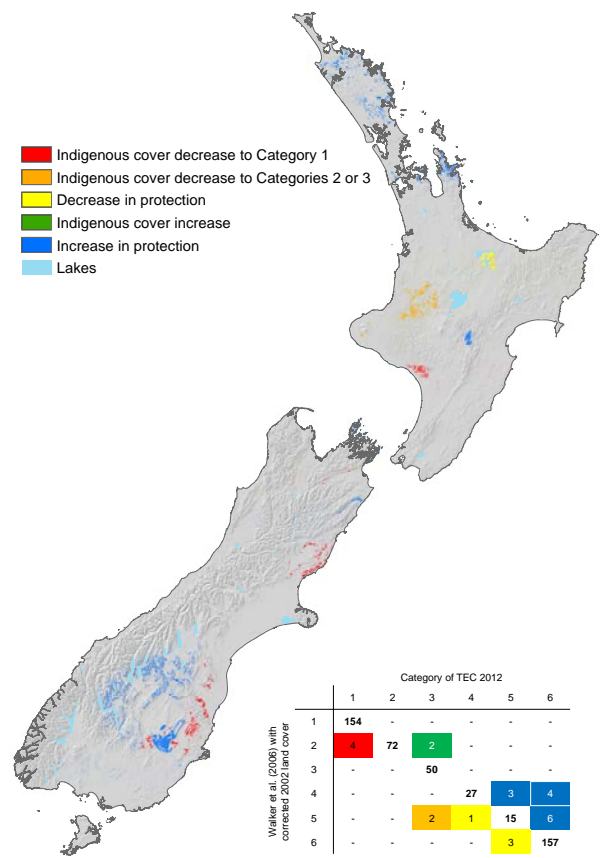 Indigenous cover decrease to Category 1
Indigenous cover decrease to Categories 2 or 3
Decrease in protection
Indigenous cover increase
Increase in protection
Lakes
Category of TEC 2012
1 2 3 4 5 6
Walker et al. (2006) with
corrected 2002 land cover
1 154 - - - - -
2 4 72 2 - - -
3 - - 50 - - -
4 - - - 27 3 4
5 - - 2 1 15 6
6 - - - - 3 157